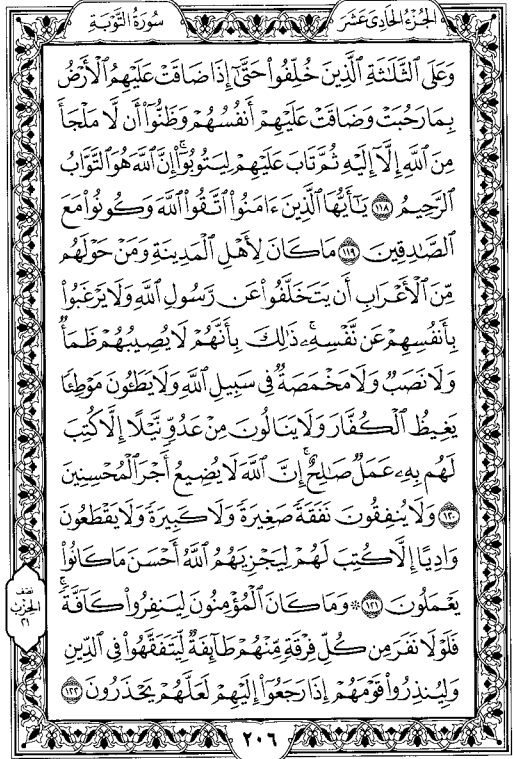 الجزء الحادي عشر
سورة التوبة
وَعَلَى ٱلثَّلَٰثَةِ ٱلَّذِينَ خُلِّفُوا۟ حَتَّىٰٓ إِذَا ضَاقَتْ عَلَيْهِمُ ٱلْأَرْضُ
بِمَا رَحُبَتْ وَضَاقَتْ عَلَيْهِمْ أَنفُسُهُمْ وَظَنُّوٓا۟ أَن لَّا مَلْجَأَ
مِنَ ٱللَّهِ إِلَّآ إِلَيْهِ ثُمَّ تَابَ عَلَيْهِمْ لِيَتُوبُوٓا۟ ۚ إِنَّ ٱللَّهَ هُوَ ٱلتَّوَّابُ
ٱلرَّحِيمُ ١١٨ يَٰٓأَيُّهَا ٱلَّذِينَ ءَامَنُوا۟ ٱتَّقُوا۟ ٱللَّهَ وَكُونُوا۟ مَعَ
ٱلصَّٰدِقِينَ ١١٩ مَا كَانَ لِأَهْلِ ٱلْمَدِينَةِ وَمَنْ حَوْلَهُم
مِّنَ ٱلْأَعْرَابِ أَن يَتَخَلَّفُوا۟ عَن رَّسُولِ ٱللَّهِ وَلَا يَرْغَبُوا۟
بِأَنفُسِهِمْ عَن نَّفْسِهِۦ ۚ ذَٰلِكَ بِأَنَّهُمْ لَا يُصِيبُهُمْ ظَمَأٌ
وَلَا نَصَبٌ وَلَا مَخْمَصَةٌ فِى سَبِيلِ ٱللَّهِ وَلَا يَطَـُٔونَ مَوْطِئًا
يَغِيظُ ٱلْكُفَّارَ وَلَا يَنَالُونَ مِنْ عَدُوٍّ نَّيْلًا إِلَّا كُتِبَ
لَهُم بِهِۦ عَمَلٌ صَٰلِحٌ ۚ إِنَّ ٱللَّهَ لَا يُضِيعُ أَجْرَ ٱلْمُحْسِنِينَ
١٢٠ وَلَا يُنفِقُونَ نَفَقَةً صَغِيرَةً وَلَا كَبِيرَةً وَلَا يَقْطَعُونَ
وَادِيًا إِلَّا كُتِبَ لَهُمْ لِيَجْزِيَهُمُ ٱللَّهُ أَحْسَنَ مَا كَانُوا۟
يَعْمَلُونَ ١٢١ ۞ وَمَا كَانَ ٱلْمُؤْمِنُونَ لِيَنفِرُوا۟ كَآفَّةً ۚ
فَلَوْلَا نَفَرَ مِن كُلِّ فِرْقَةٍ مِّنْهُمْ طَآئِفَةٌ لِّيَتَفَقَّهُوا۟ فِى ٱلدِّينِ
وَلِيُنذِرُوا۟ قَوْمَهُمْ إِذَا رَجَعُوٓا۟ إِلَيْهِمْ لَعَلَّهُمْ يَحْذَرُونَ ١٢٢
نصف
الحزب
٢١
٢٠٦